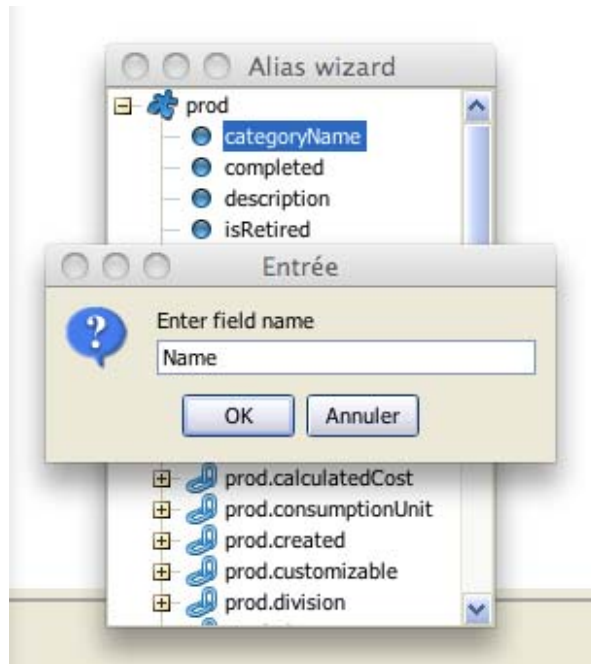 Alias wizard
prod
categoryName
completed
description
isRetired
Entrée
Enter field name
Name
OK Annuler
prod.calculatedCost
prod.consumptionUnit
prod.created
prod.customizable
prod.division